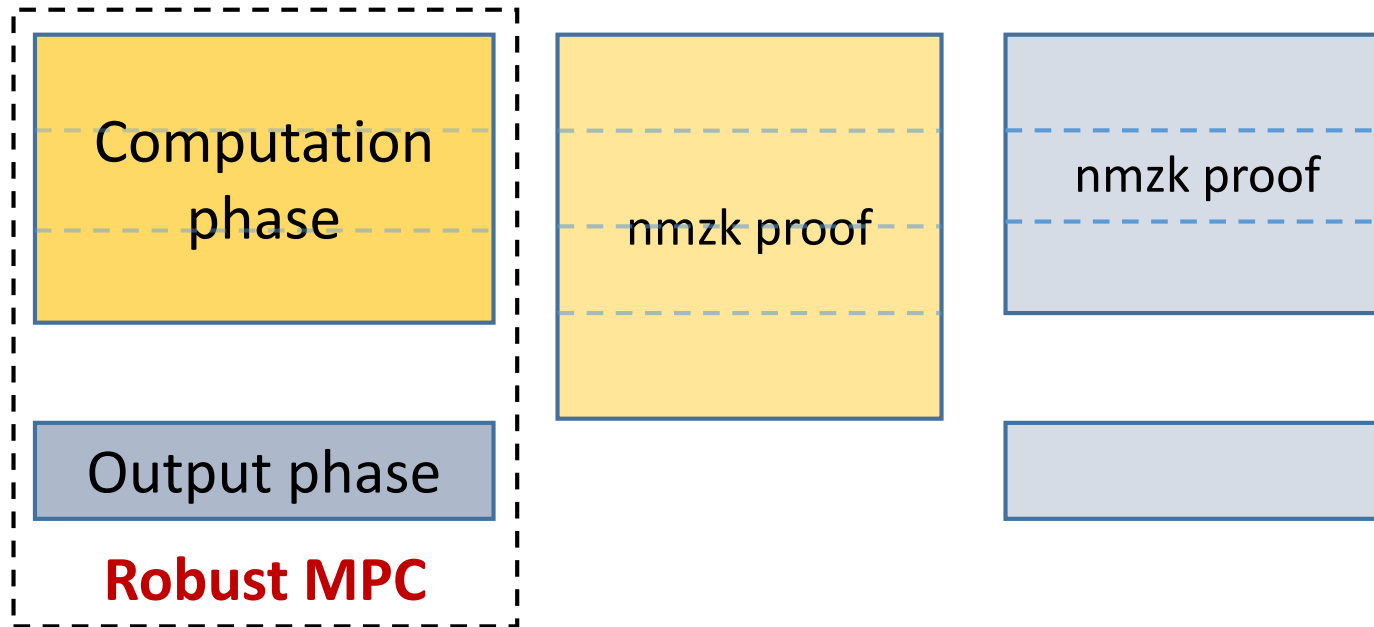 Computation
phase
nmzk proof
nmzk proof
Output phase
Robust MPC